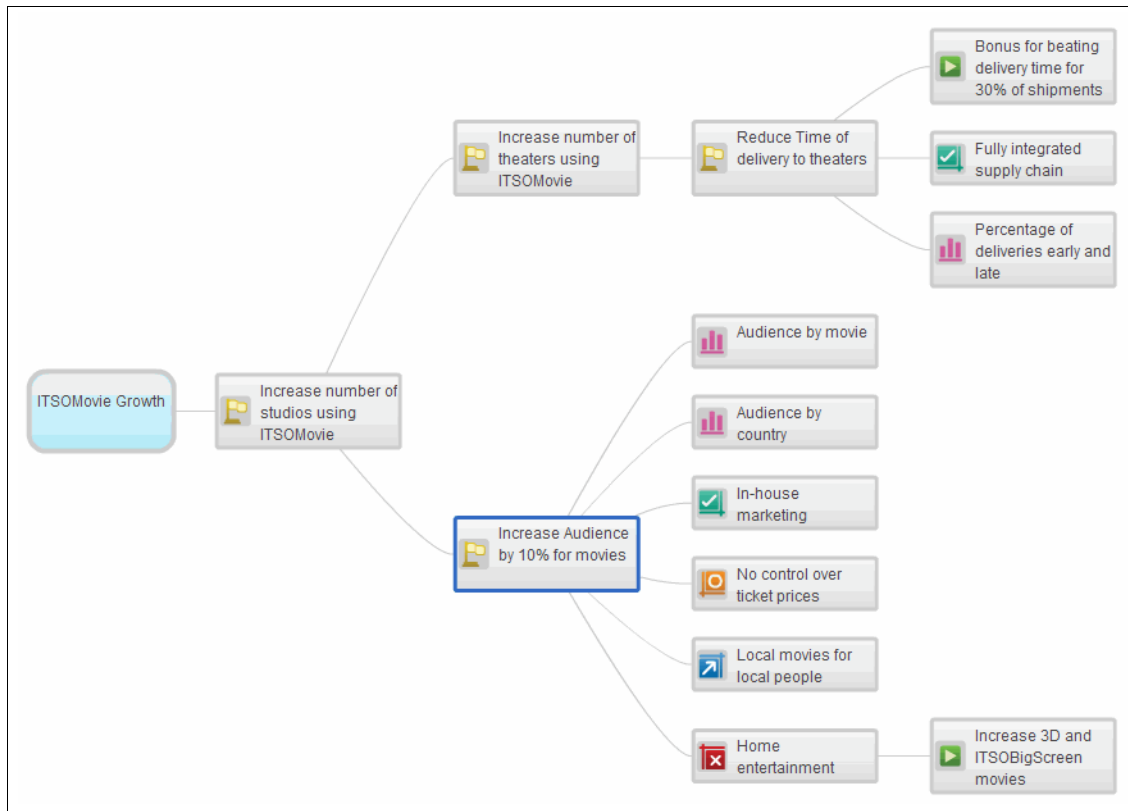 Bonus for beating
delivery time for
30% of shipments
Increase number of
theaters using
ITSOMovie
Reduce Time of
delivery to theaters
Fully integrated
supply chain
Percentage of
deliveries early and
late
Audience by movie
ITSOMovie Growth
Increase number of
studios using
ITSOMovie
Audience by
country
In-house
marketing
Increase Audience
by 10% for movies
No control over
ticket prices
Local movies for
local people
Home
entertainment
Increase 3D and
ITSOBigScreen
movies